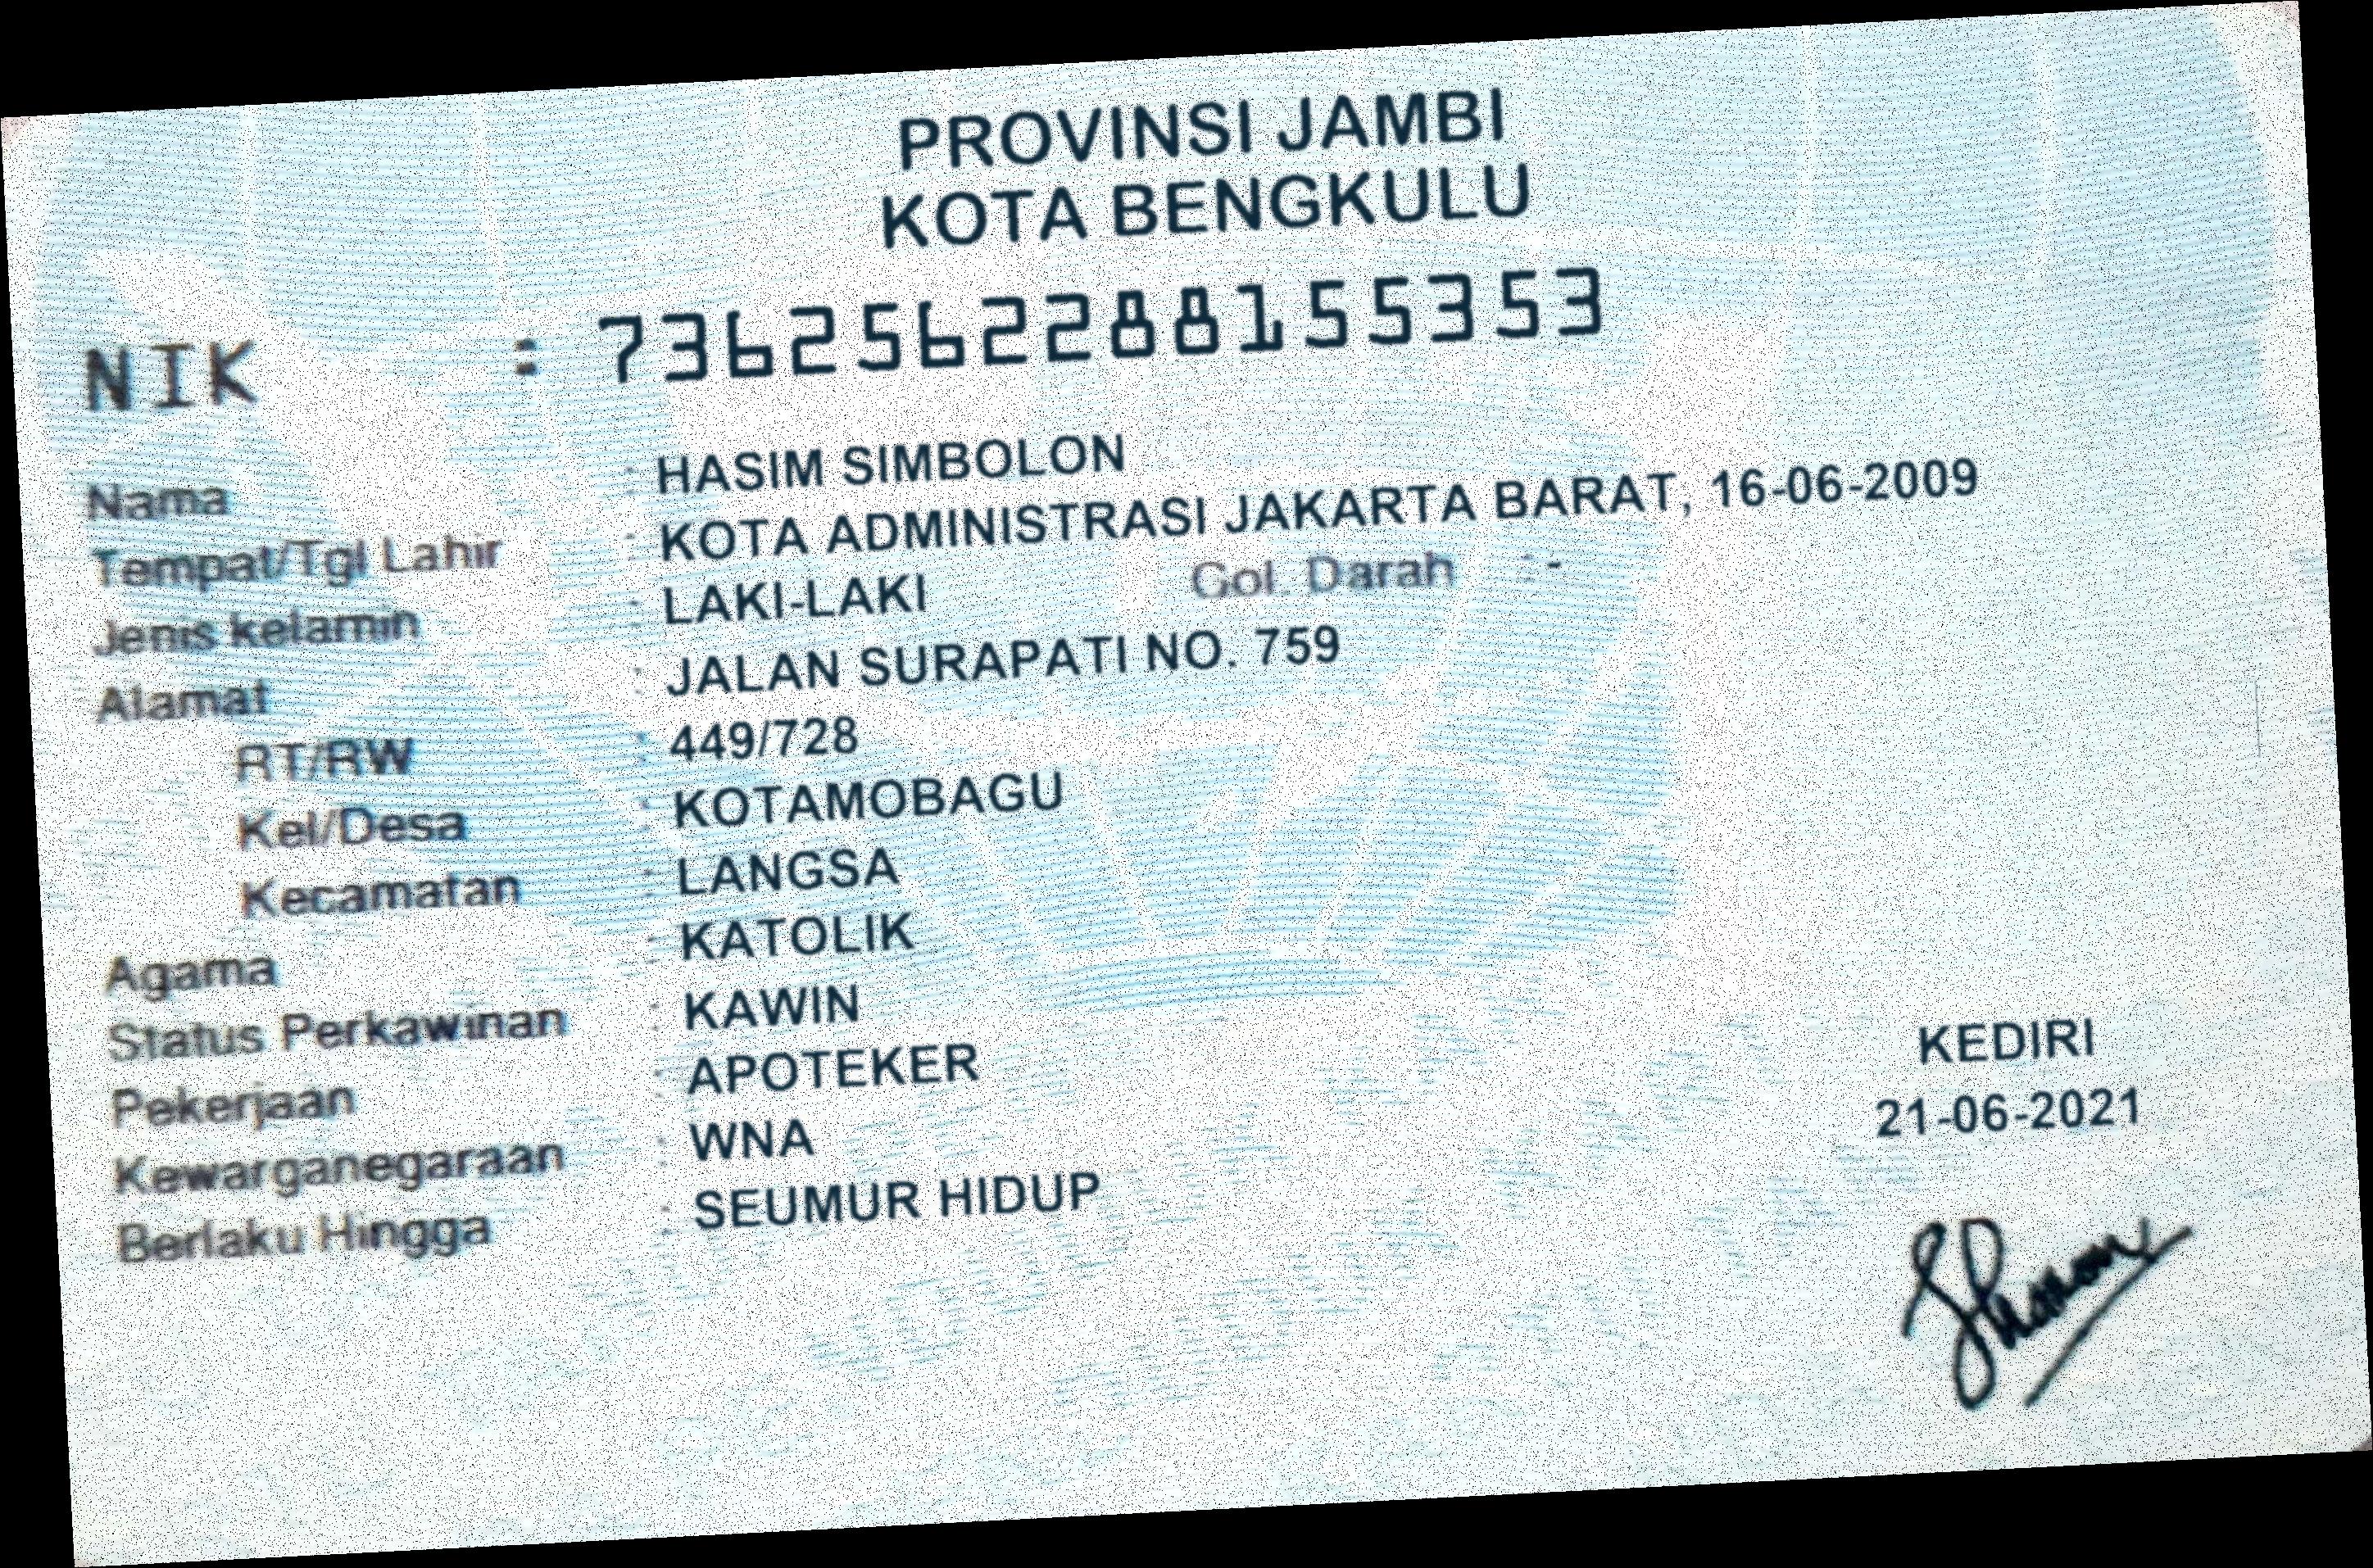 PROVINSI JAMBI
KOTA BENGKULU
NIK : 7362562288155353
Nama : HASIM SIMBOLON
Tempat/Tgl Lahir : KOTA ADMINISTRASI JAKARTA BARAT, 16-06-2009
Jenis kelamin : LAKI-LAKI Gol. Darah : -
Alamat : JALAN SURAPATI NO. 759
RT/RW : 449/728
Kel/Desa : KOTAMOBAGU
Kecamatan : LANGSA
Agama : KATOLIK
Status Perkawinan : KAWIN
Pekerjaan : APOTEKER
Kewarganegaraan : WNA
Berlaku Hingga : SEUMUR HIDUP
KEDIRI
21-06-2021